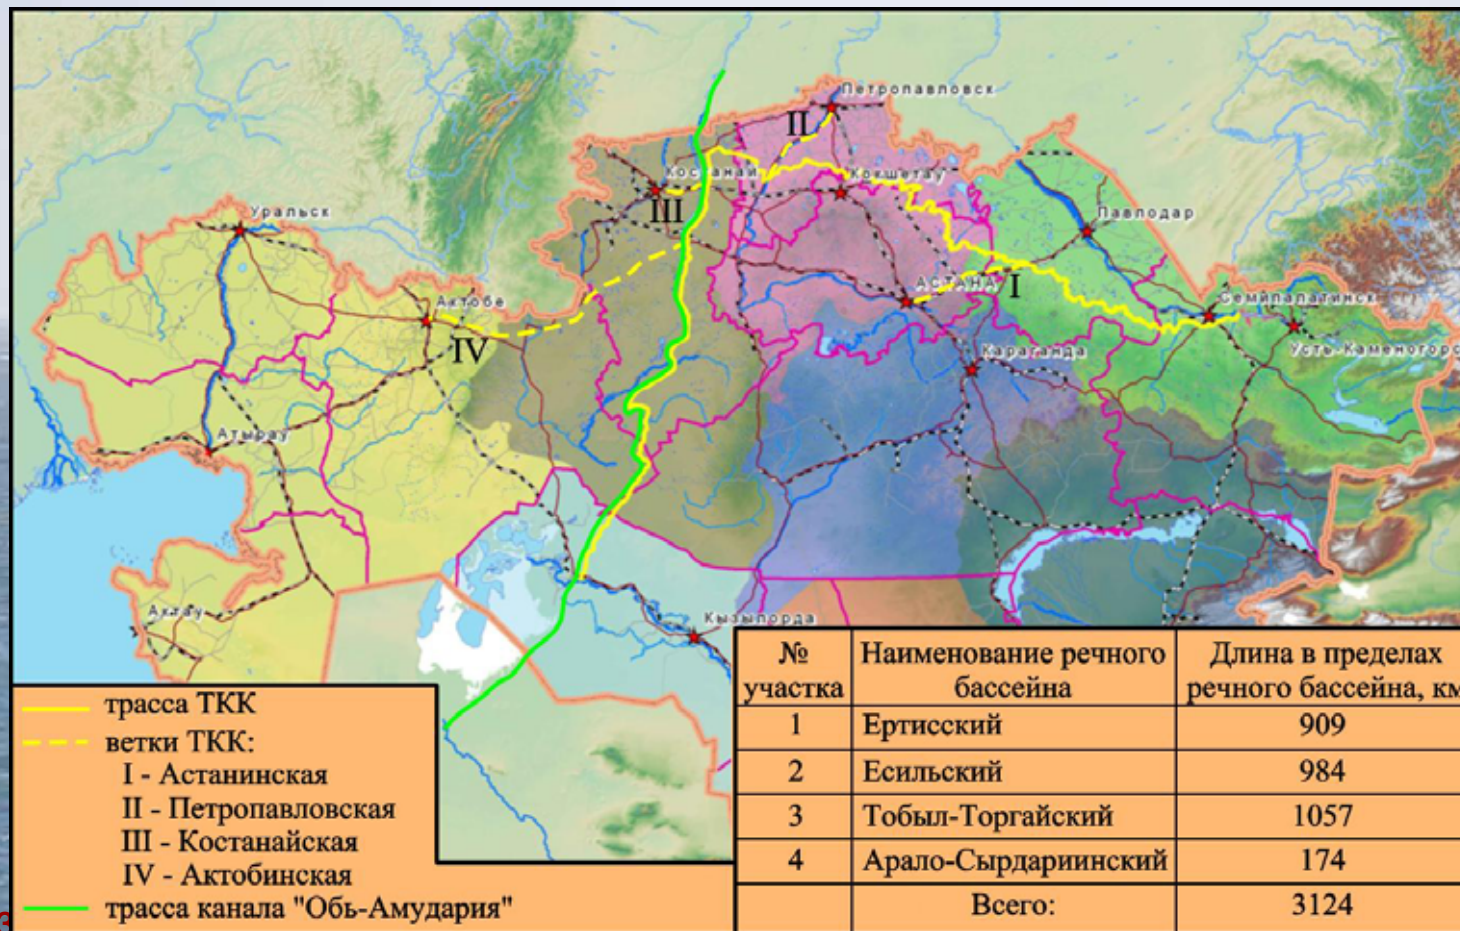 Петропавловск
II
Костанай
Кокшетау
III
Уральск
Павлодар
I
АСТАНА
Семипалатинск
Актобе
IV
Караганда
Усть-Каменогорс
Атырау
Актау
Кызылорда
трасса ТКК
ветки ТКК:
I - Астанинская
II - Петропавловская
III - Костанайская
IV - Актобинская
трасса канала "Обь-Амудария"
№ участка Наименование речного бассейна Длина в пределах речного бассейна, км
1 Ертисский 909
2 Есильский 984
3 Тобыл-Торгайский 1057
4 Арало-Сырдариинский 174
Всего: 3124
3